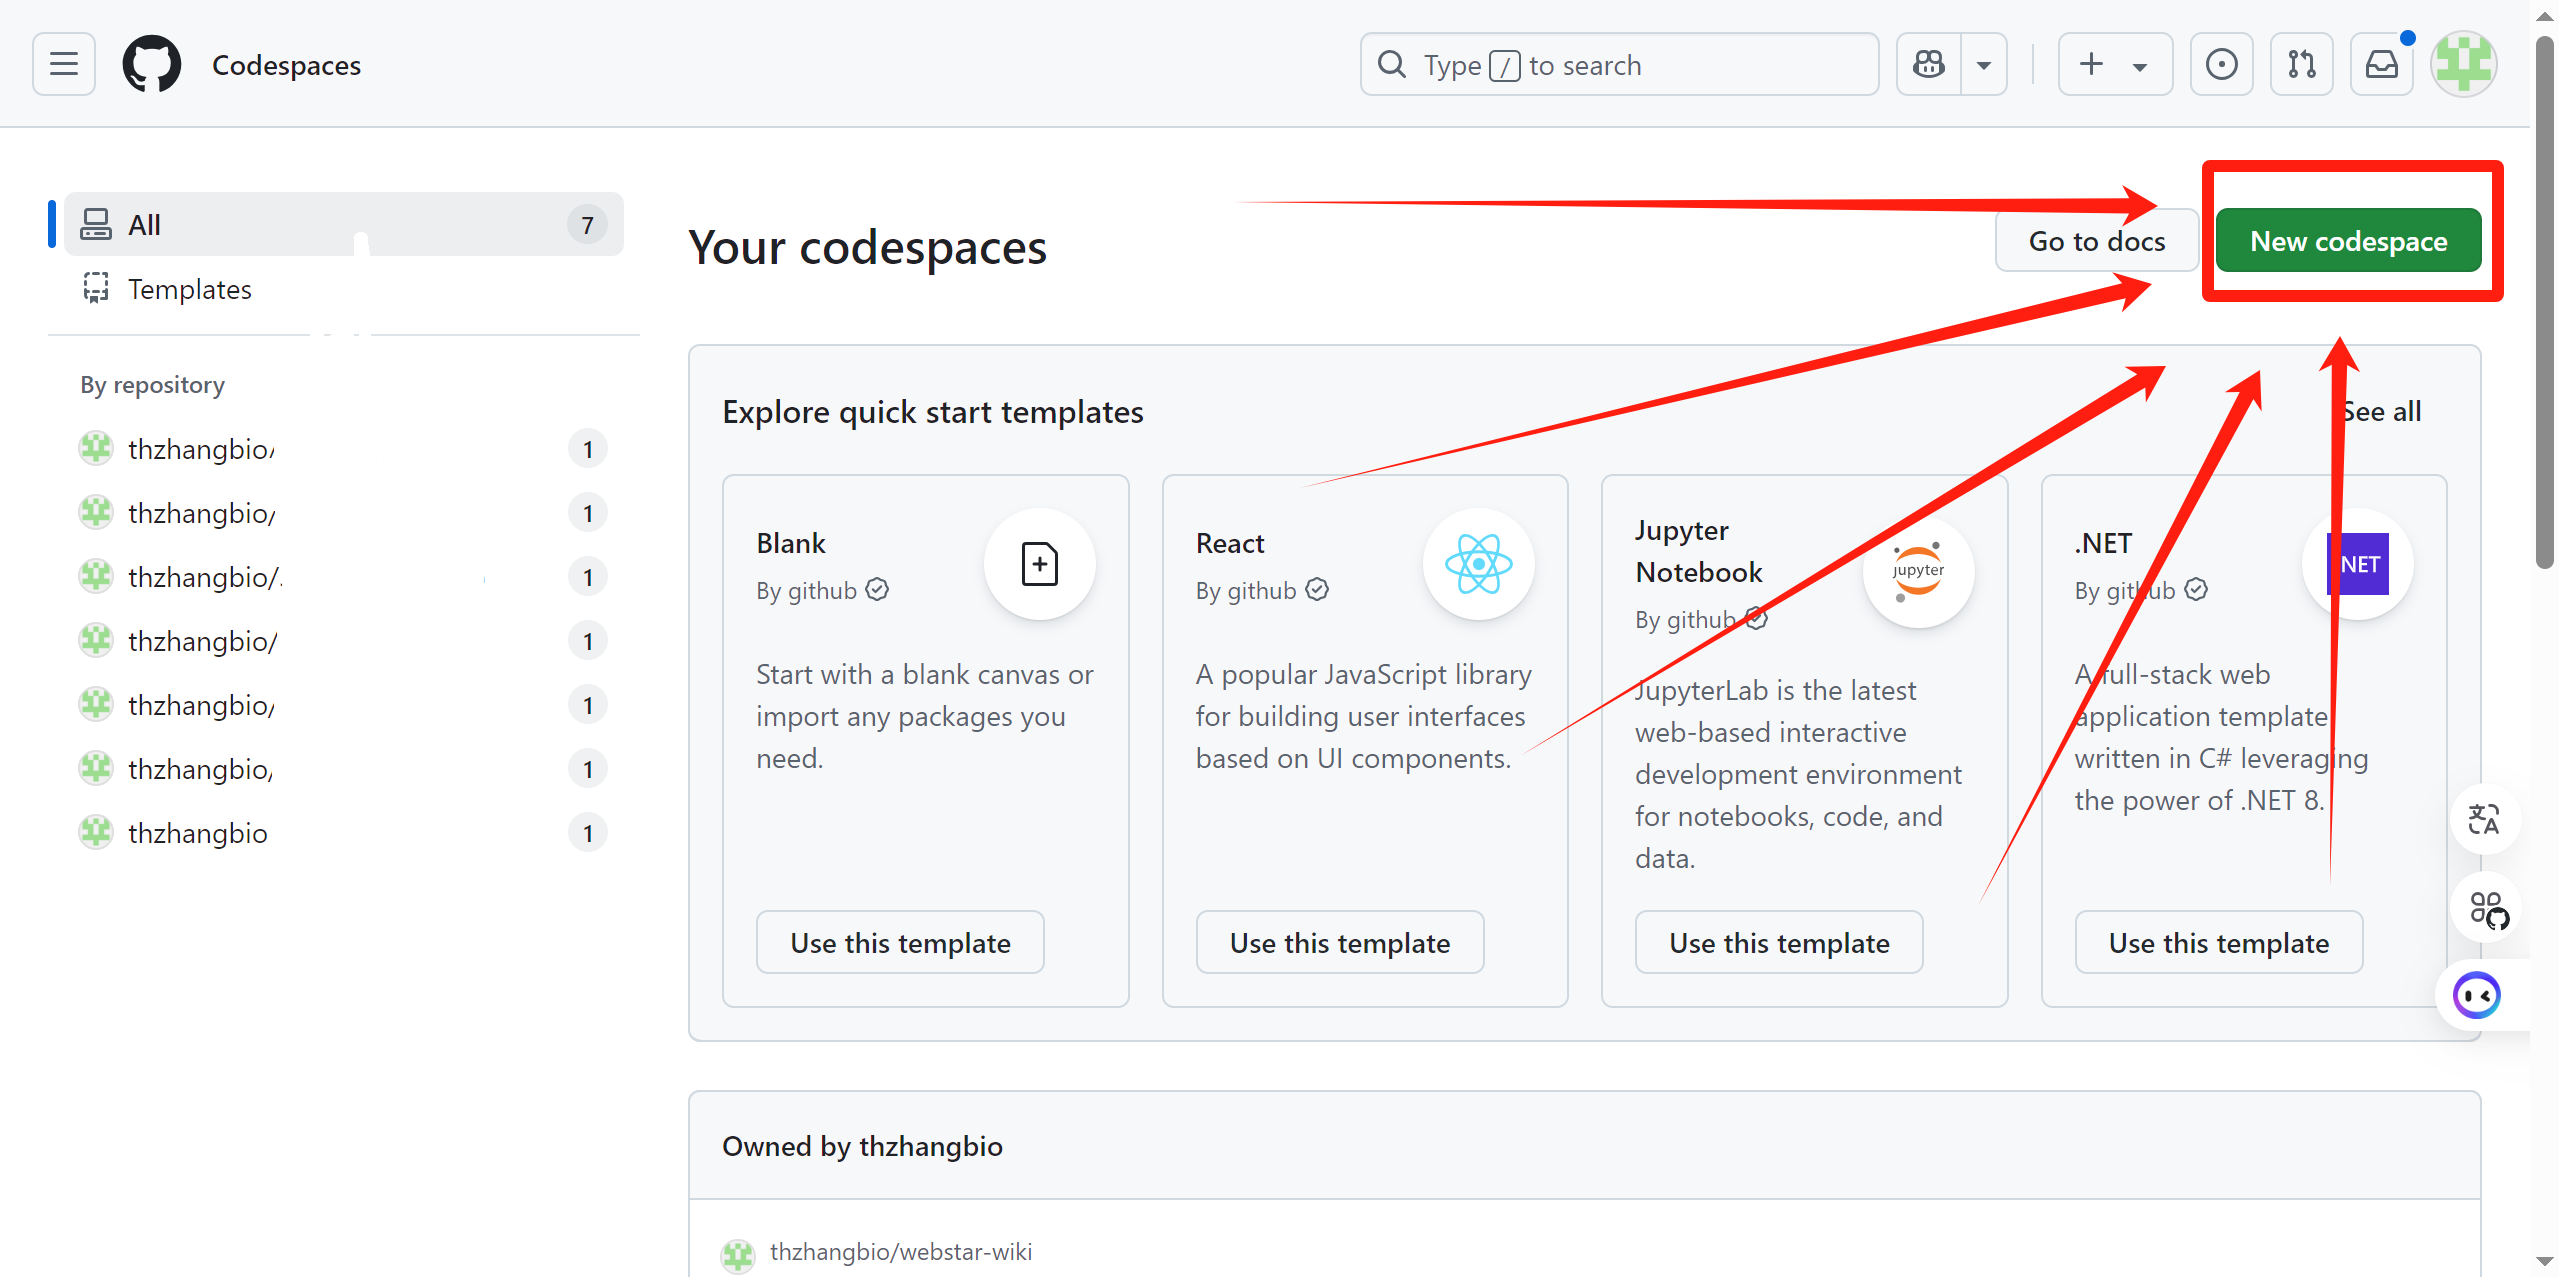 Codespaces
Type / to search
All 7
Templates
By repository
thzhangbio/ 1
thzhangbio/ 1
thzhangbio/. 1
thzhangbio/ 1
thzhangbio/ 1
thzhangbio/ 1
thzhangbio 1
Your codespaces
Go to docs
New codespace
Explore quick start templates
See all
Blank
By github
Start with a blank canvas or
import any packages you
need.
Use this template
React
By github
A popular JavaScript library
for building user interfaces
based on UI components.
Use this template
Jupyter
Notebook
By github
jupyter
JupyterLab is the latest
web-based interactive
development environment
for notebooks, code, and
data.
Use this template
.NET
By github
.NET
A full-stack web
application template
written in C# leveraging
the power of .NET 8.
Use this template
文A
Owned by thzhangbio
thzhangbio/webstar-wiki